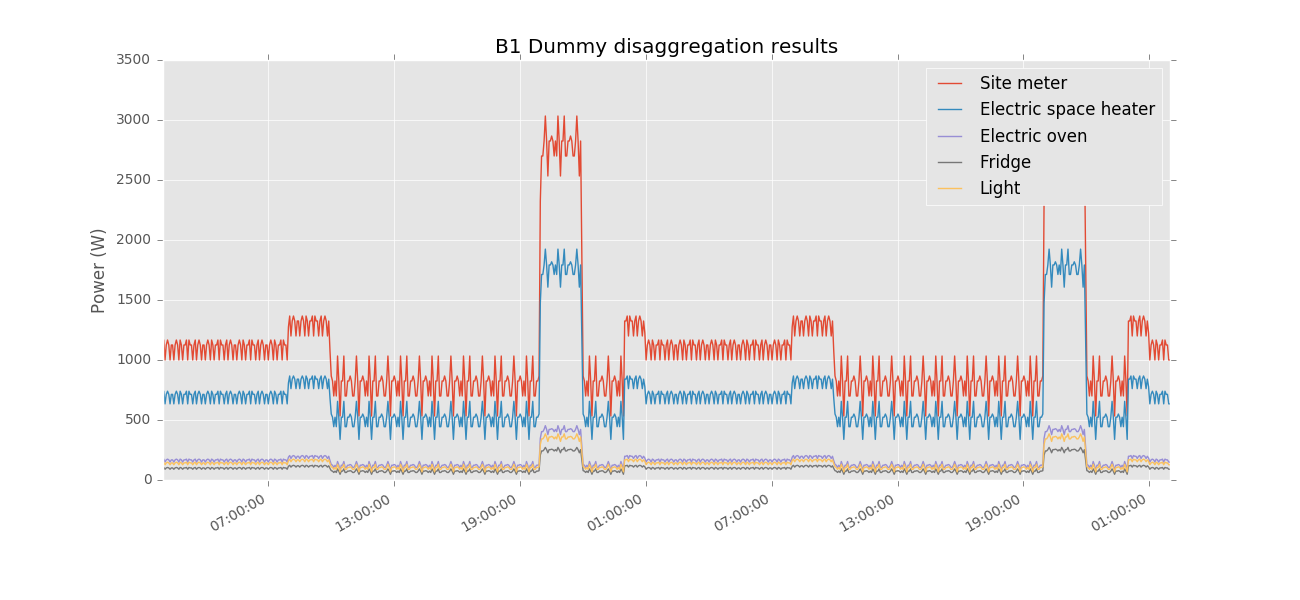 B1 Dummy disaggregation results
3500
3000
2500
2000
1500
1000
500
0
Power (W)
Site meter
Electric space heater
Electric oven
Fridge
Light
07:00:00
13:00:00
19:00:00
01:00:00
07:00:00
13:00:00
19:00:00
01:00:00